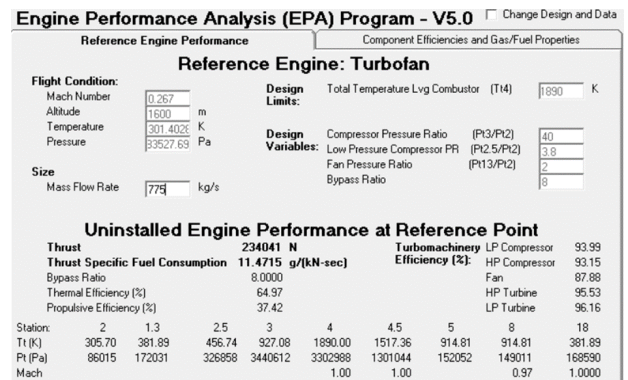 Engine Performance Analysis (EPA) Program - V5.0 Change Design and Data
Reference Engine Performance Component Efficiencies and Gas/Fuel Properties
Reference Engine: Turbofan
Flight Condition:
Mach Number 0.267
Altitude 1600 m
Temperature 301.4028 K
Pressure 83527.69 Pa
Size
Mass Flow Rate 775 kg/s
Design Limits: Total Temperature Lvg Combustor (Tt4) 1890 K
Design Variables: Compressor Pressure Ratio (Pt3/Pt2) 40
Low Pressure Compressor PR (Pt2.5/Pt2) 3.8
Fan Pressure Ratio (Pt13/Pt2) 2
Bypass Ratio 8
Uninstalled Engine Performance at Reference Point
Thrust 234041 N Turbomachinery LP Compressor 93.99
Thrust Specific Fuel Consumption 11.4715 g/(kN-sec) Efficiency (%): HP Compressor 93.15
Bypass Ratio 8.0000 Fan 87.88
Thermal Efficiency (%) 64.97 HP Turbine 95.53
Propulsive Efficiency (%) 37.42 LP Turbine 96.16
Station: 2 1.3 2.5 3 4 4.5 5 8 18
Tt (K) 305.70 381.89 456.74 927.08 1890.00 1517.36 914.81 914.81 381.89
Pt (Pa) 86015 172031 326858 3440612 3302988 1301044 152052 149011 168590
Mach 1.00 1.00 0.97 1.0000